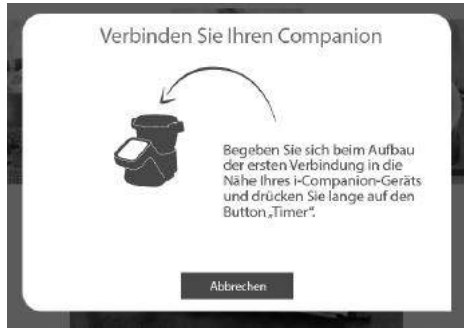 Verbinden Sie Ihren Companion
Begeben Sie sich beim Aufbau
der ersten Verbindung in die
Nähe Ihres i-Companion-Geräts
und drücken Sie lange auf den
Button „Timer“.
Abbrechen